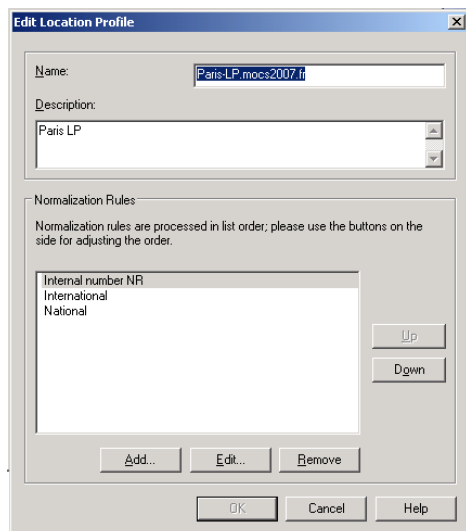 Edit Location Profile
Name:
Paris-LP.mocs2007.fr
Description:
Paris LP
Normalization Rules
Normalization rules are processed in list order; please use the buttons on the
side for adjusting the order.
Internal number NR
International
National
Up
Down
Add...
Edit...
Remove
OK
Cancel
Help